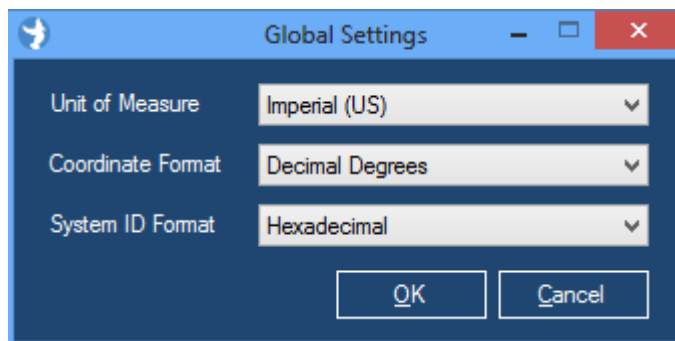 Global Settings
Unit of Measure Imperial (US)
Coordinate Format Decimal Degrees
System ID Format Hexadecimal
OK Cancel